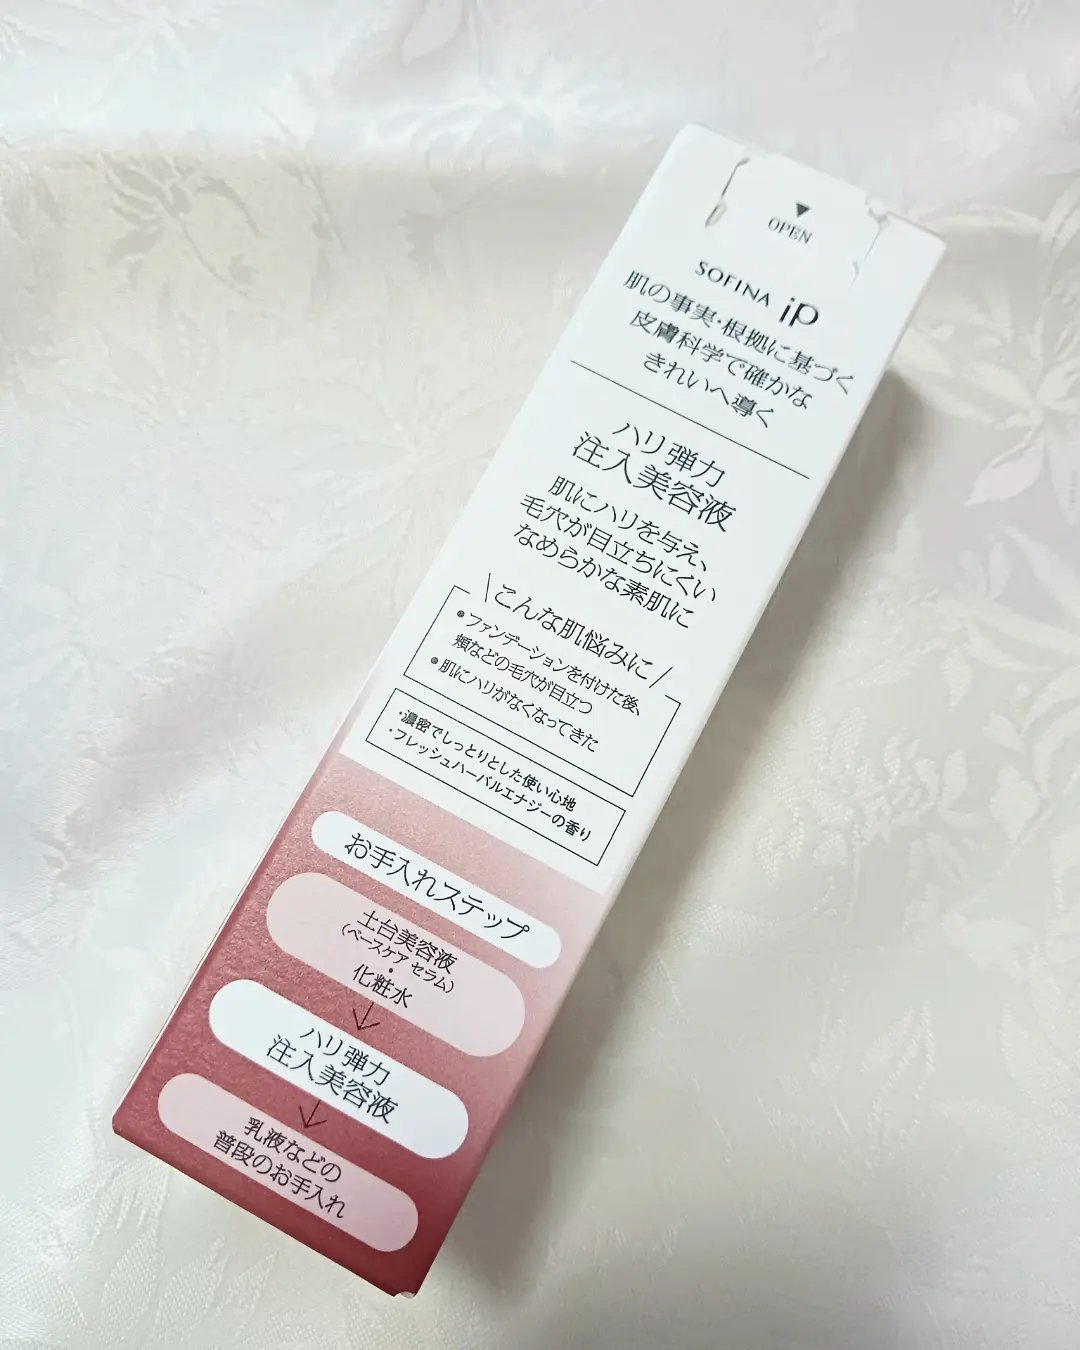 ▼
OPEN
SOFINA iP
肌の事実・根拠に基づく
皮膚科学で確かな
きれいへ導く
ハリ弾力
注入美容液
肌にハリを与え、
毛穴が目立ちにくい
なめらかな素肌に
\こんな肌悩みに/
●ファンデーションを付けた後、
頬などの毛穴が目立つ
●肌にハリがなくなってきた
・濃密でしっとりとした使い心地
・フレッシュハーバルエナジーの香り
お手入れステップ
土台美容液
(ベースケア セラム)
・
化粧水
↓
ハリ弾力
注入美容液
↓
乳液などの
普段のお手入れ